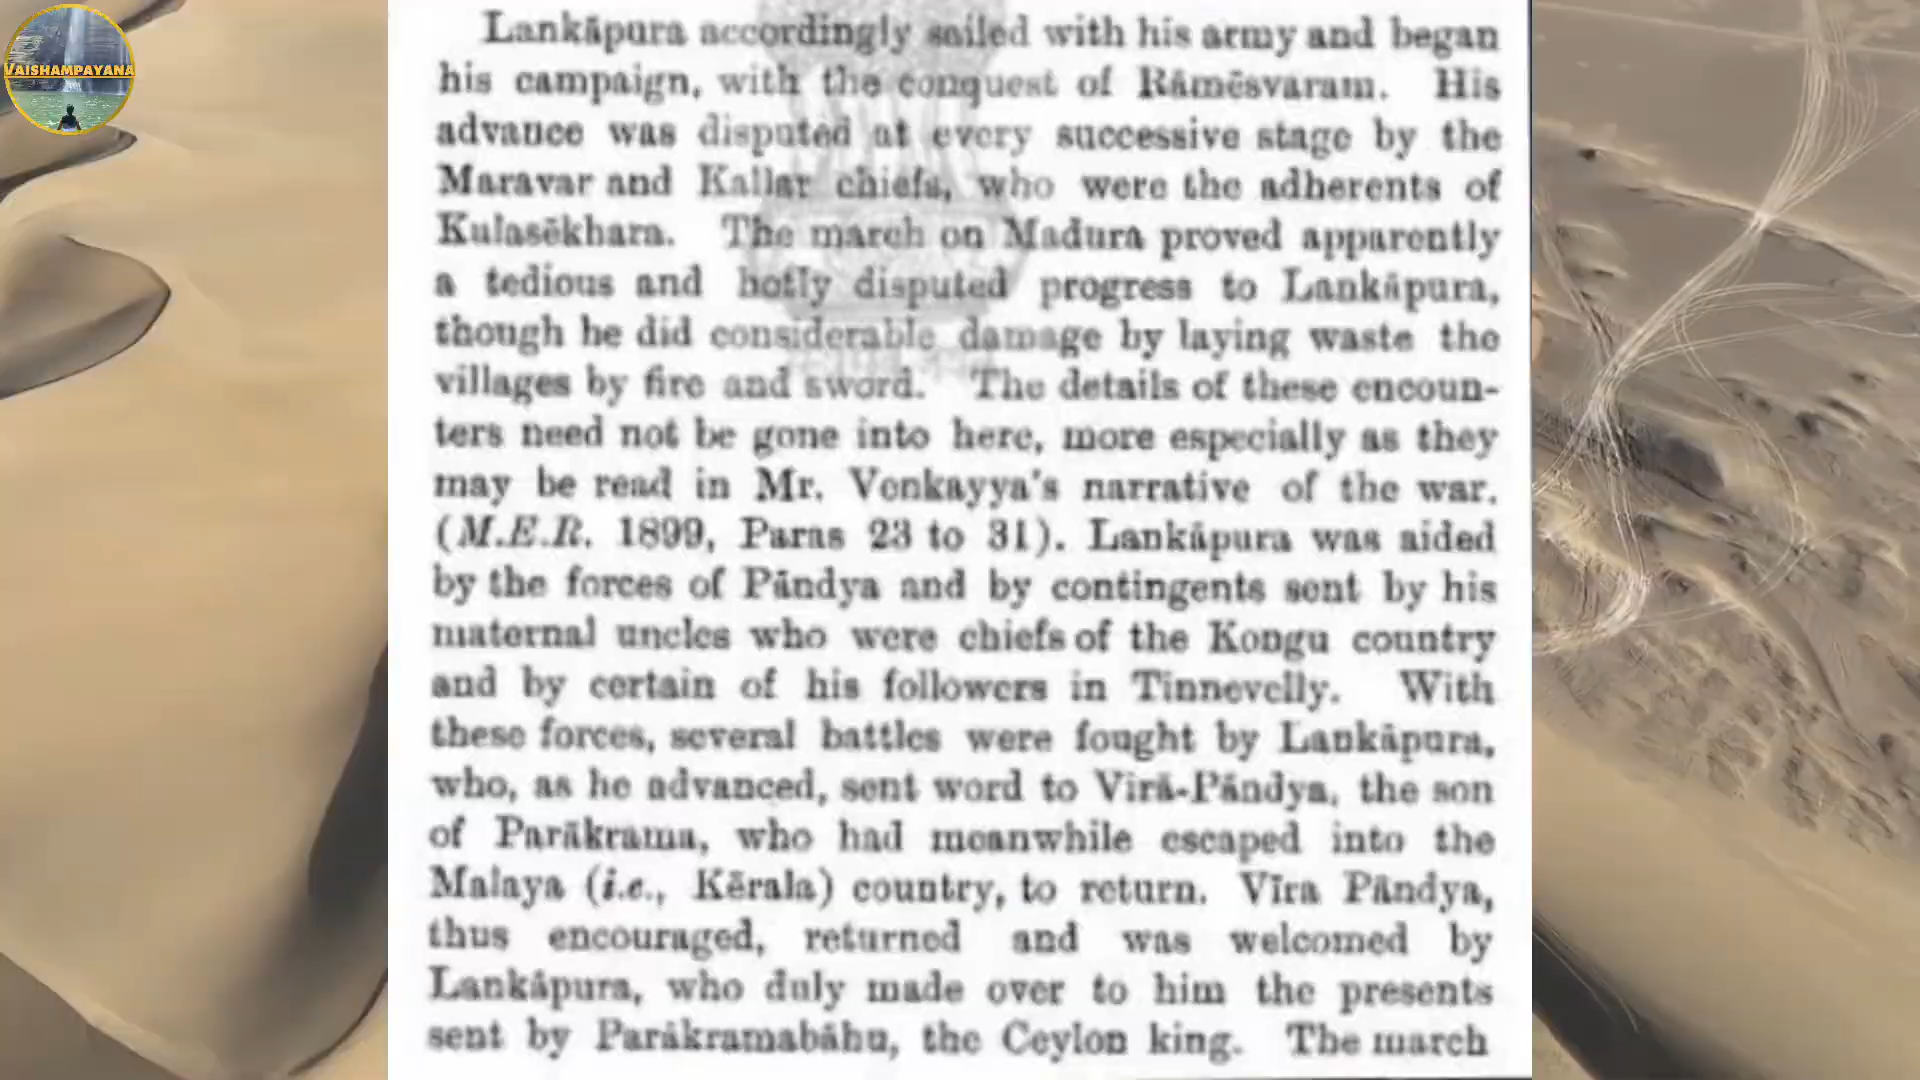 VAISHAMPAYANA
Lankāpura accordingly sailed with his army and began
his campaign, with the conquest of Rāmēsvaram. His
advance was disputed at every successive stage by the
Maravar and Kallar chiefs, who were the adherents of
Kulasēkhara. The march on Madura proved apparently
a tedious and hotly disputed progress to Lankāpura,
though he did considerable damage by laying waste the
villages by fire and sword. The details of these encoun-
ters need not be gone into here, more especially as they
may be read in Mr. Venkayya's narrative of the war.
(M.E.R. 1899, Paras 23 to 31). Lankāpura was aided
by the forces of Pāndya and by contingents sent by his
maternal uncles who were chiefs of the Kongu country
and by certain of his followers in Tinnevelly. With
these forces, several battles were fought by Lankāpura,
who, as he advanced, sent word to Virā-Pāndya, the son
of Parākrama, who had meanwhile escaped into the
Malaya (i.e., Kērala) country, to return. Vīra Pāndya,
thus encouraged, returned and was welcomed by
Lankāpura, who duly made over to him the presents
sent by Parākramabāhu, the Ceylon king. The march